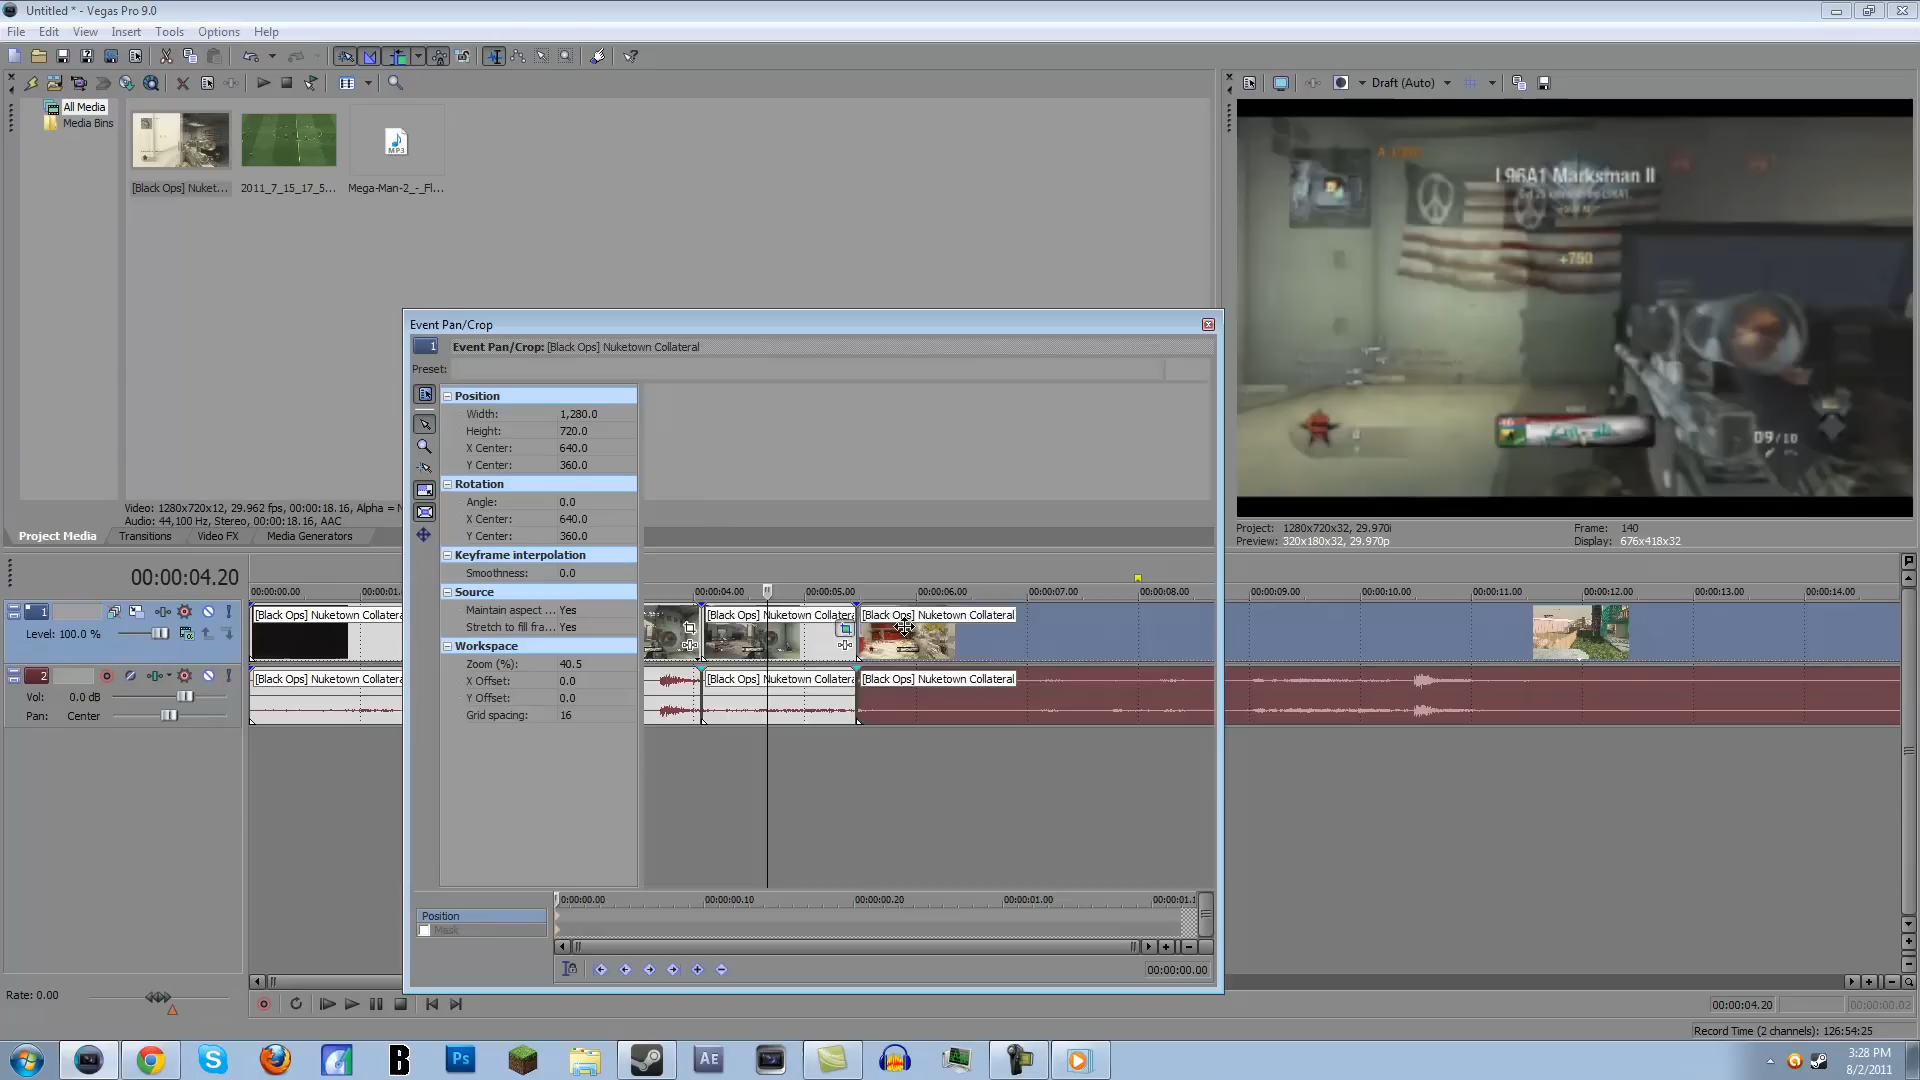 Untitled * - Vegas Pro 9.0
File Edit View Insert Tools Options Help
All Media
Media Bins
MP3
[Black Ops] Nuket...
2011_7_15_17_5...
Mega-Man-2_-_Fl...
Draft (Auto)
L96A1 Marksman II
+750
09/10
Video: 1280x720x12, 29.962 fps, 00:00:18.16, Alpha = N
Audio: 44,100 Hz, Stereo, 00:00:18.16, AAC
Project Media Transitions Video FX Media Generators
Project: 1280x720x32, 29.970i
Preview: 320x180x32, 29.970p
Frame: 140
Display: 676x418x32
Event Pan/Crop
1
Event Pan/Crop: [Black Ops] Nuketown Collateral
Preset:
Position
Width: 1,280.0
Height: 720.0
X Center: 640.0
Y Center: 360.0
Rotation
Angle: 0.0
X Center: 640.0
Y Center: 360.0
Keyframe interpolation
Smoothness: 0.0
Source
Maintain aspect ... Yes
Stretch to fill fra... Yes
Workspace
Zoom (%): 40.5
X Offset: 0.0
Y Offset: 0.0
Grid spacing: 16
Position
Mask
0:00:00.00 00:00:00.10 00:00:00.20 00:00:01.00 00:00:01.1
00:00:00.00
00:00:04.20
00:00:00.00 00:00:01. 00:00:04.00 00:00:05.00 00:00:06.00 00:00:07.00 00:00:08.00 00:00:09.00 00:00:10.00 00:00:11.00 00:00:12.00 00:00:13.00 00:00:14.00
1
Level: 100.0 %
[Black Ops] Nuketown Collatera
[Black Ops] Nuketown Collatera
[Black Ops] Nuketown Collateral
2
Vol: 0.0 dB
Pan: Center
[Black Ops] Nuketown Collatera
[Black Ops] Nuketown Collatera
[Black Ops] Nuketown Collateral
Rate: 0.00
00:00:04.20
00:00:00.02
Record Time (2 channels): 126:54:25
B
Ps
AE
3:28 PM
8/2/2011